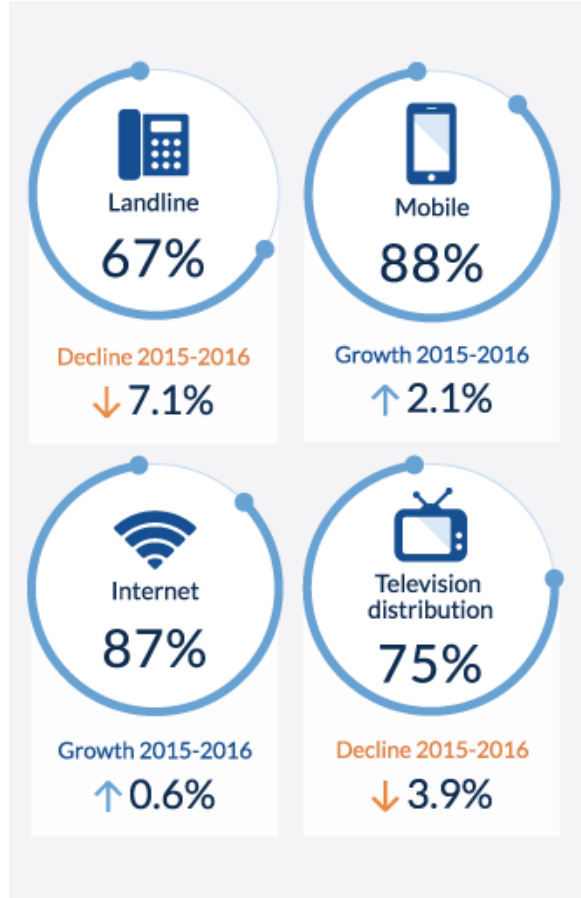 Landline
67%
Decline 2015-2016
↓ 7.1%
Mobile
88%
Growth 2015-2016
↑ 2.1%
Internet
87%
Growth 2015-2016
↑ 0.6%
Television
distribution
75%
Decline 2015-2016
↓ 3.9%